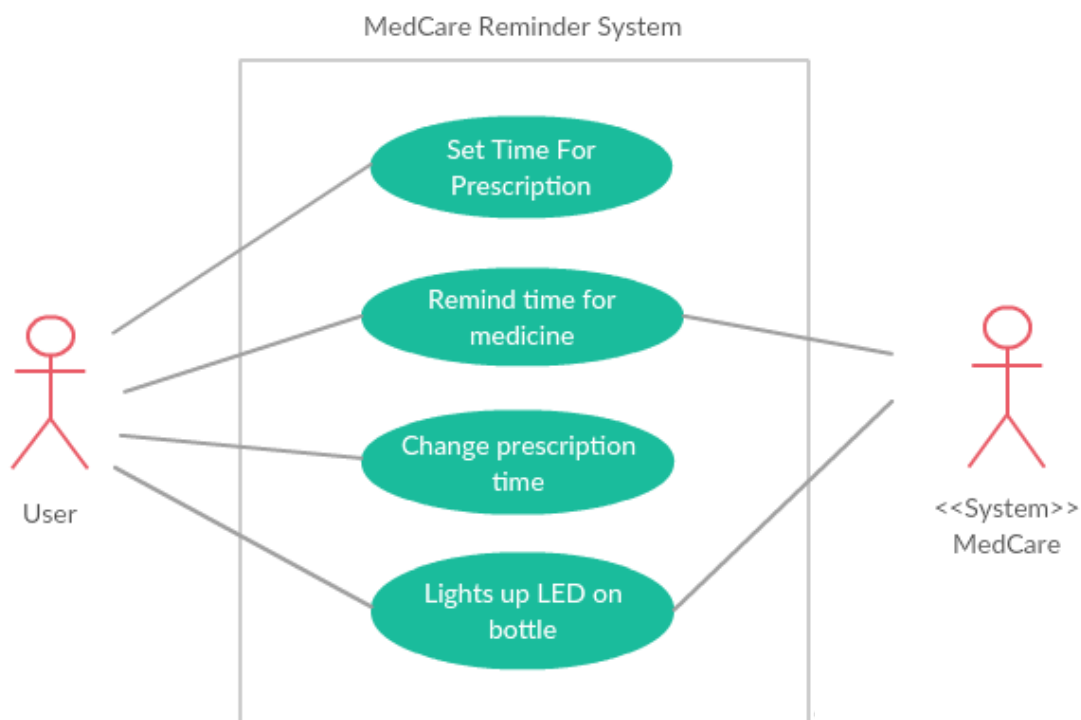 MedCare Reminder System
Set Time For
Prescription
Remind time for
medicine
Change prescription
time
Lights up LED on
bottle
User
<<System>>
MedCare